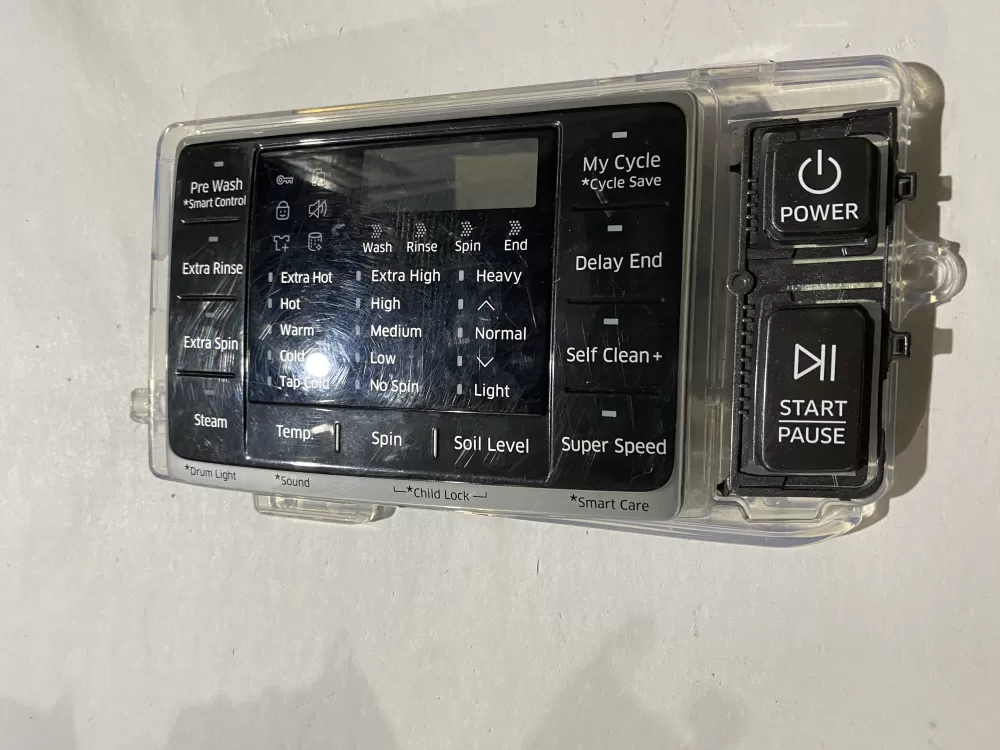 Pre Wash
*Smart Control
Extra Rinse
Extra Spin
Steam
*Drum Light
Wash Rinse Spin End
Extra Hot Extra High Heavy
Hot High
Warm Medium Normal
Cold Low
Tap Cold No Spin Light
Temp. Spin Soil Level
*Sound
*Child Lock
My Cycle
*Cycle Save
Delay End
Self Clean+
Super Speed
*Smart Care
POWER
START
PAUSE